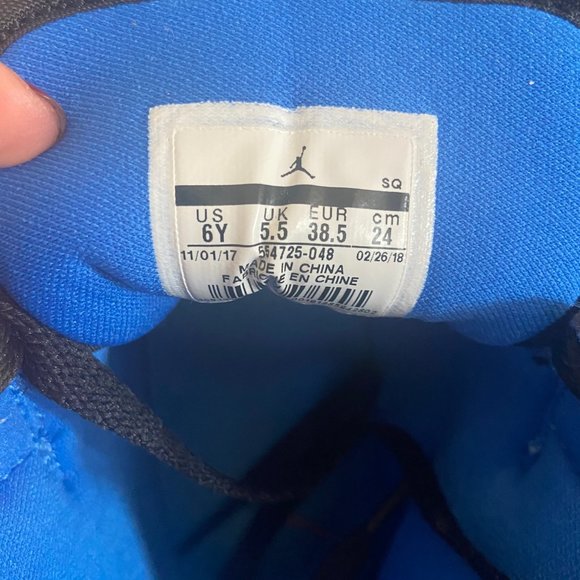 SQ
US UK EUR cm
6Y 5.5 38.5 24
11/01/17 554725-048 02/26/18
MADE IN CHINA
FABRIQUE EN CHINE